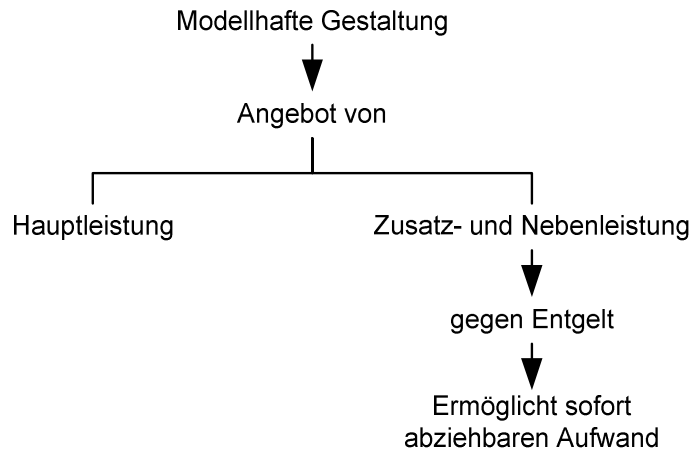 Modellhafte Gestaltung
Angebot von
Hauptleistung
Zusatz- und Nebenleistung
gegen Entgelt
Ermöglicht sofort
abziehbaren Aufwand